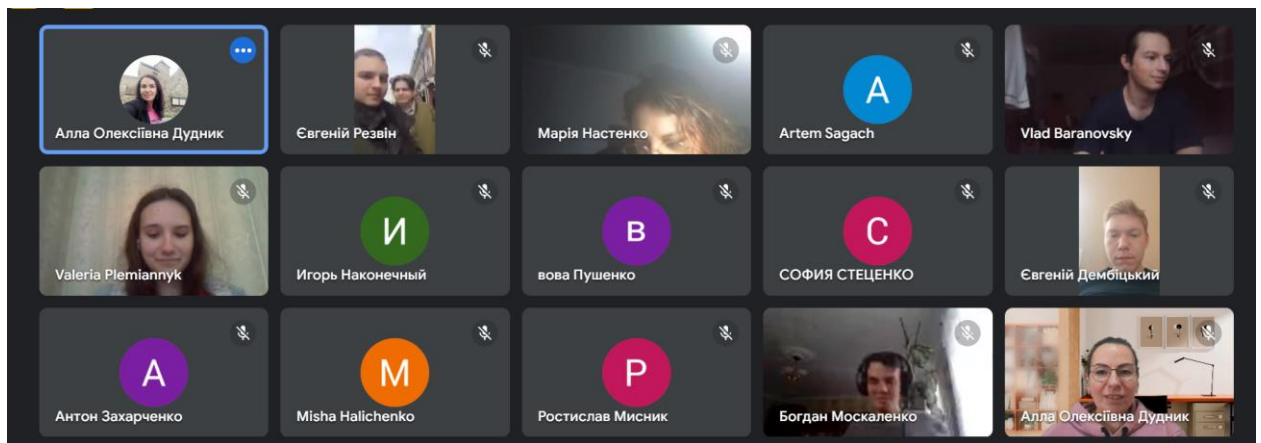 Алла Олексіївна Дудник
Євгеній Резвін
Марія Настенко
A
Artem Sagach
Vlad Baranovsky
Valeria Plemiannyk
И
Игорь Наконечный
в
вова Пушенко
С
СОФИЯ СТЕЦЕНКО
Євгеній Дембіцький
А
Антон Захарченко
M
Misha Halichenko
Р
Ростислав Мисник
Богдан Москаленко
Алла Олексіївна Дудник